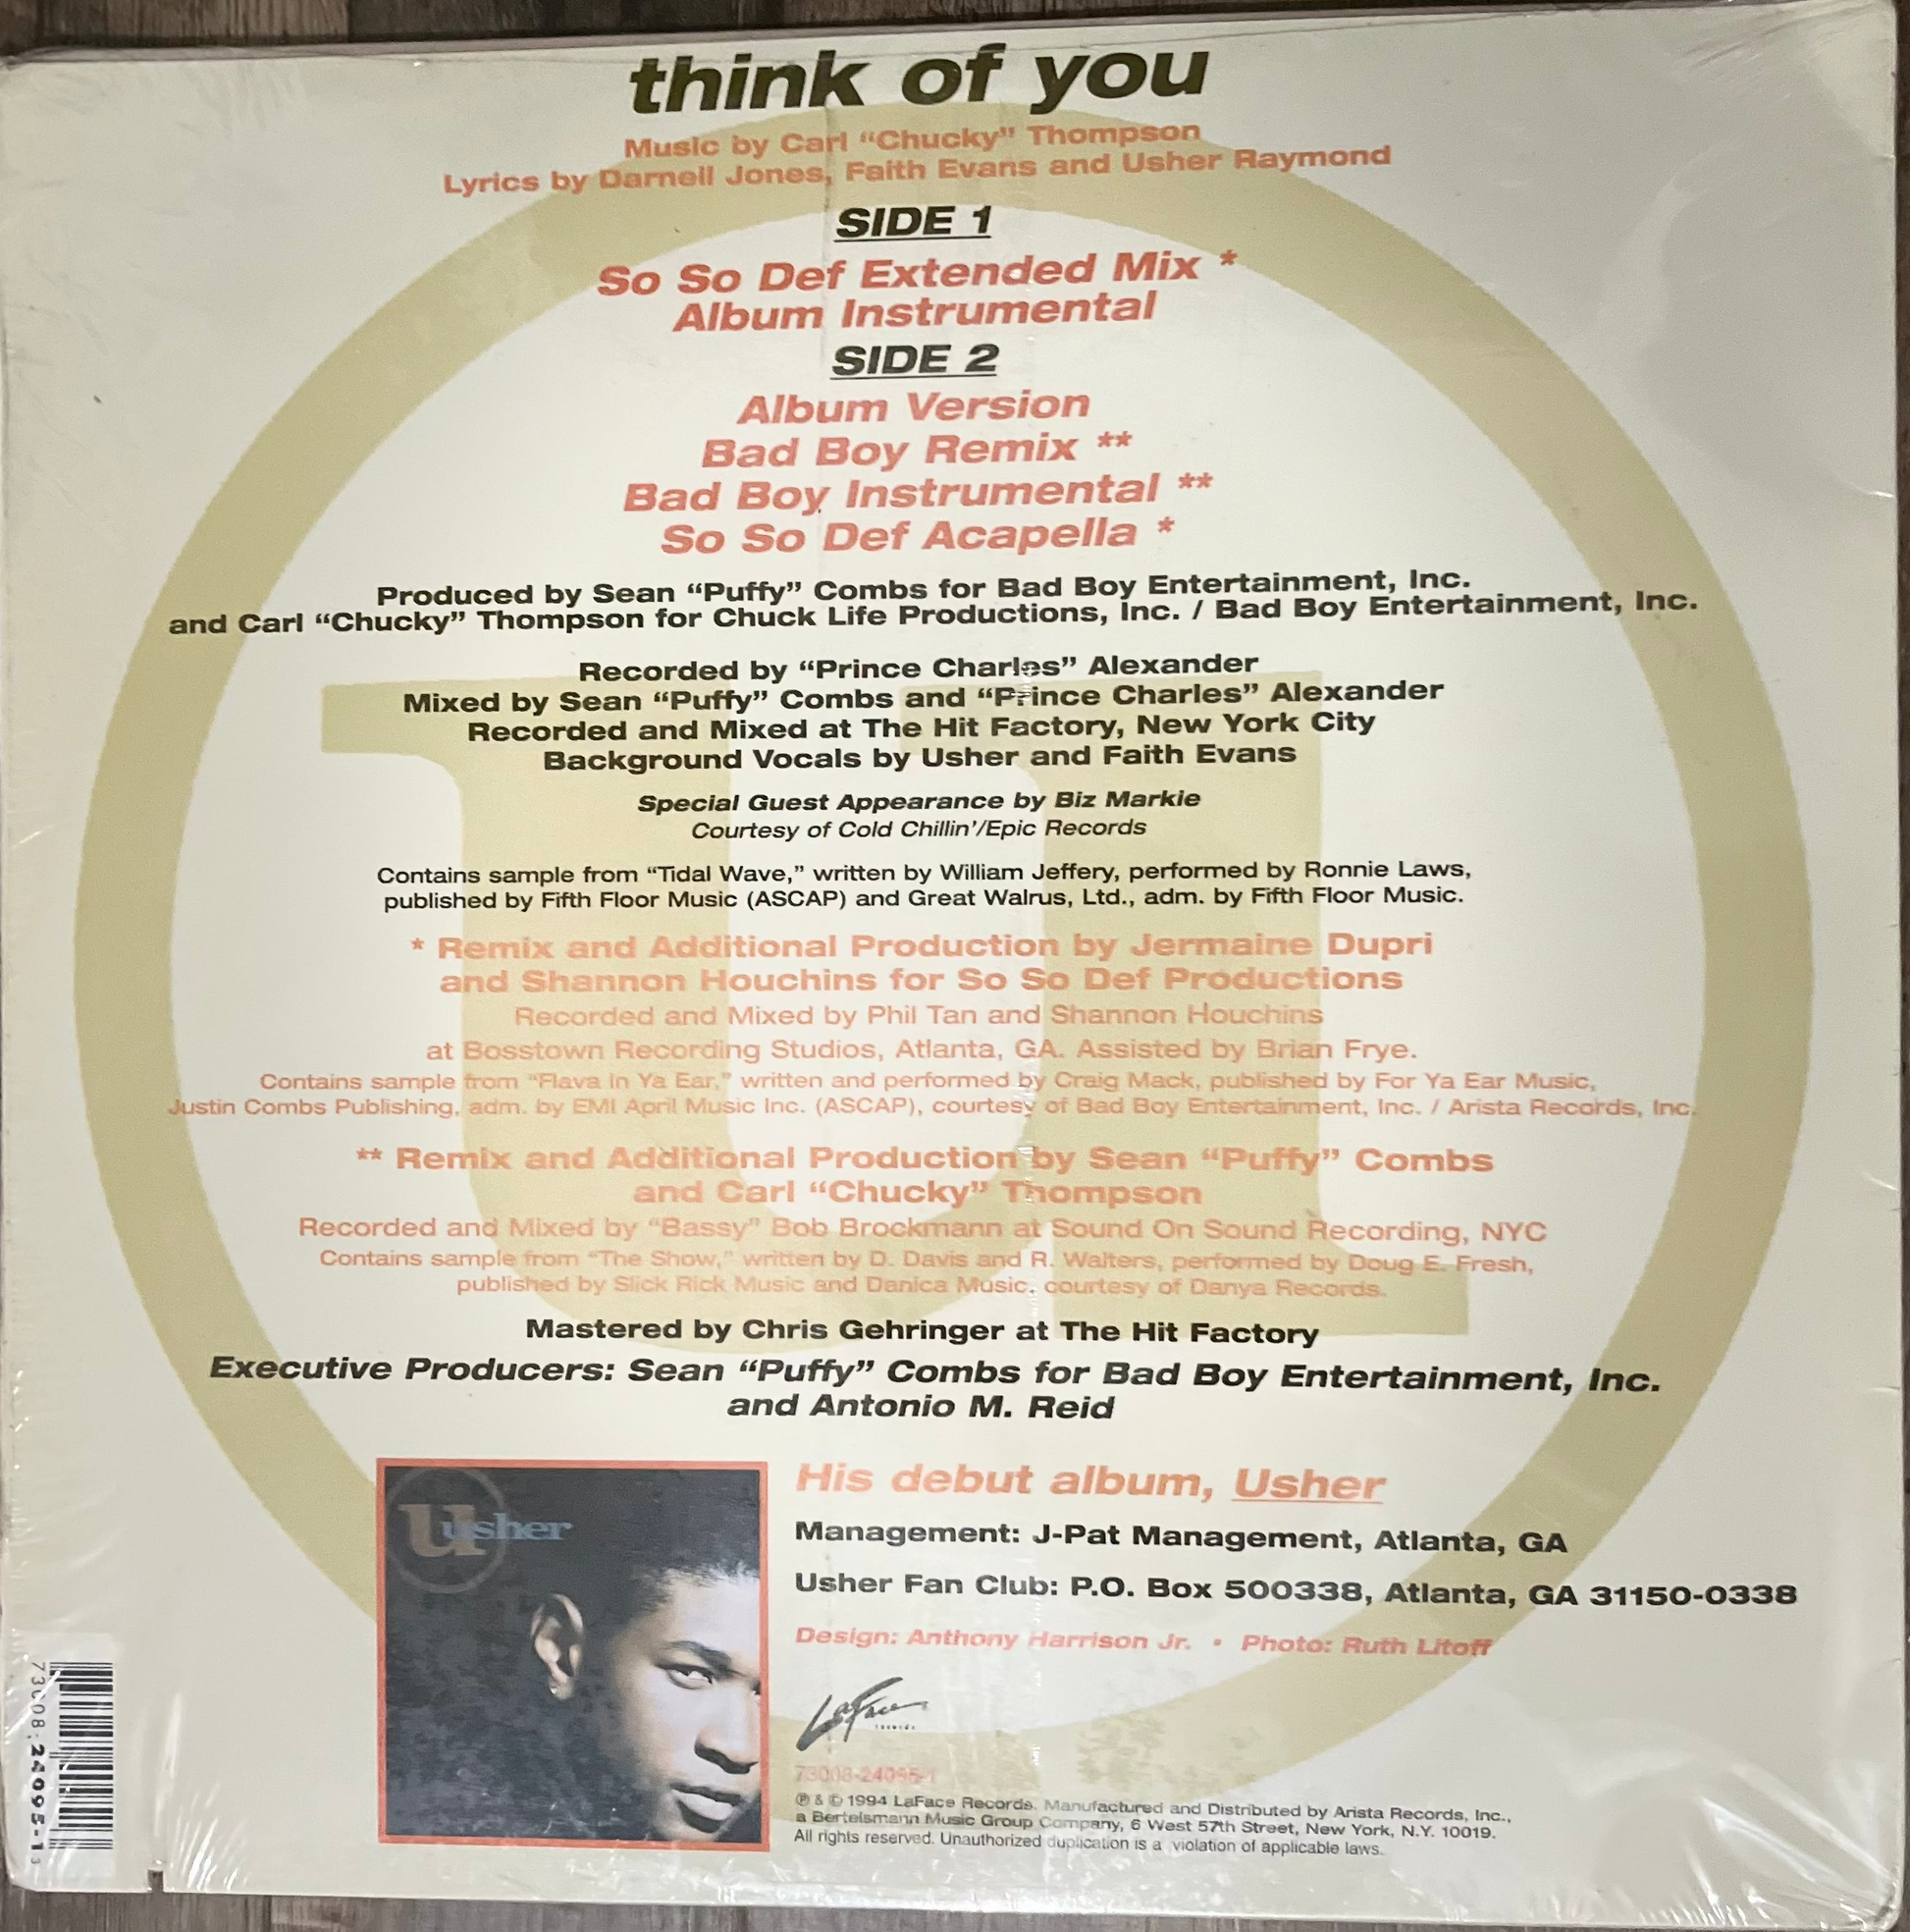 think of you
Music by Carl “Chucky” Thompson
Lyrics by Darnell Jones, Faith Evans and Usher Raymond
SIDE 1
So So Def Extended Mix *
Album Instrumental
SIDE 2
Album Version
Bad Boy Remix **
Bad Boy Instrumental **
So So Def Acapella *
Produced by Sean “Puffy” Combs for Bad Boy Entertainment, Inc.
and Carl “Chucky” Thompson for Chuck Life Productions, Inc. / Bad Boy Entertainment, Inc.
Recorded by “Prince Charles” Alexander
Mixed by Sean “Puffy” Combs and “Prince Charles” Alexander
Recorded and Mixed at The Hit Factory, New York City
Background Vocals by Usher and Faith Evans
Special Guest Appearance by Biz Markie
Courtesy of Cold Chillin’/Epic Records
Contains sample from “Tidal Wave,” written by William Jeffery, performed by Ronnie Laws,
published by Fifth Floor Music (ASCAP) and Great Walrus, Ltd., adm. by Fifth Floor Music.
* Remix and Additional Production by Jermaine Dupri
and Shannon Houchins for So So Def Productions
Recorded and Mixed by Phil Tan and Shannon Houchins
at Bosstown Recording Studios, Atlanta, GA. Assisted by Brian Frye.
Contains sample from “Flava In Ya Ear,” written and performed by Craig Mack, published by For Ya Ear Music,
Justin Combs Publishing, adm. by EMI April Music Inc. (ASCAP), courtesy of Bad Boy Entertainment, Inc. / Arista Records, Inc.
** Remix and Additional Production by Sean “Puffy” Combs
and Carl “Chucky” Thompson
Recorded and Mixed by “Bassy” Bob Brockmann at Sound On Sound Recording, NYC
Contains sample from “The Show,” written by D. Davis and R. Walters, performed by Doug E. Fresh,
published by Slick Rick Music and Danica Music, courtesy of Danya Records.
Mastered by Chris Gehringer at The Hit Factory
Executive Producers: Sean “Puffy” Combs for Bad Boy Entertainment, Inc.
and Antonio M. Reid
usher
His debut album, Usher
Management: J-Pat Management, Atlanta, GA
Usher Fan Club: P.O. Box 500338, Atlanta, GA 31150-0338
Design: Anthony Harrison Jr. • Photo: Ruth Litoff
LaFace
records
73008-24095-1
℗ & © 1994 LaFace Records. Manufactured and Distributed by Arista Records, Inc.,
a Bertelsmann Music Group Company, 6 West 57th Street, New York, N.Y. 10019.
All rights reserved. Unauthorized duplication is a violation of applicable laws.
73008-24095-1 3